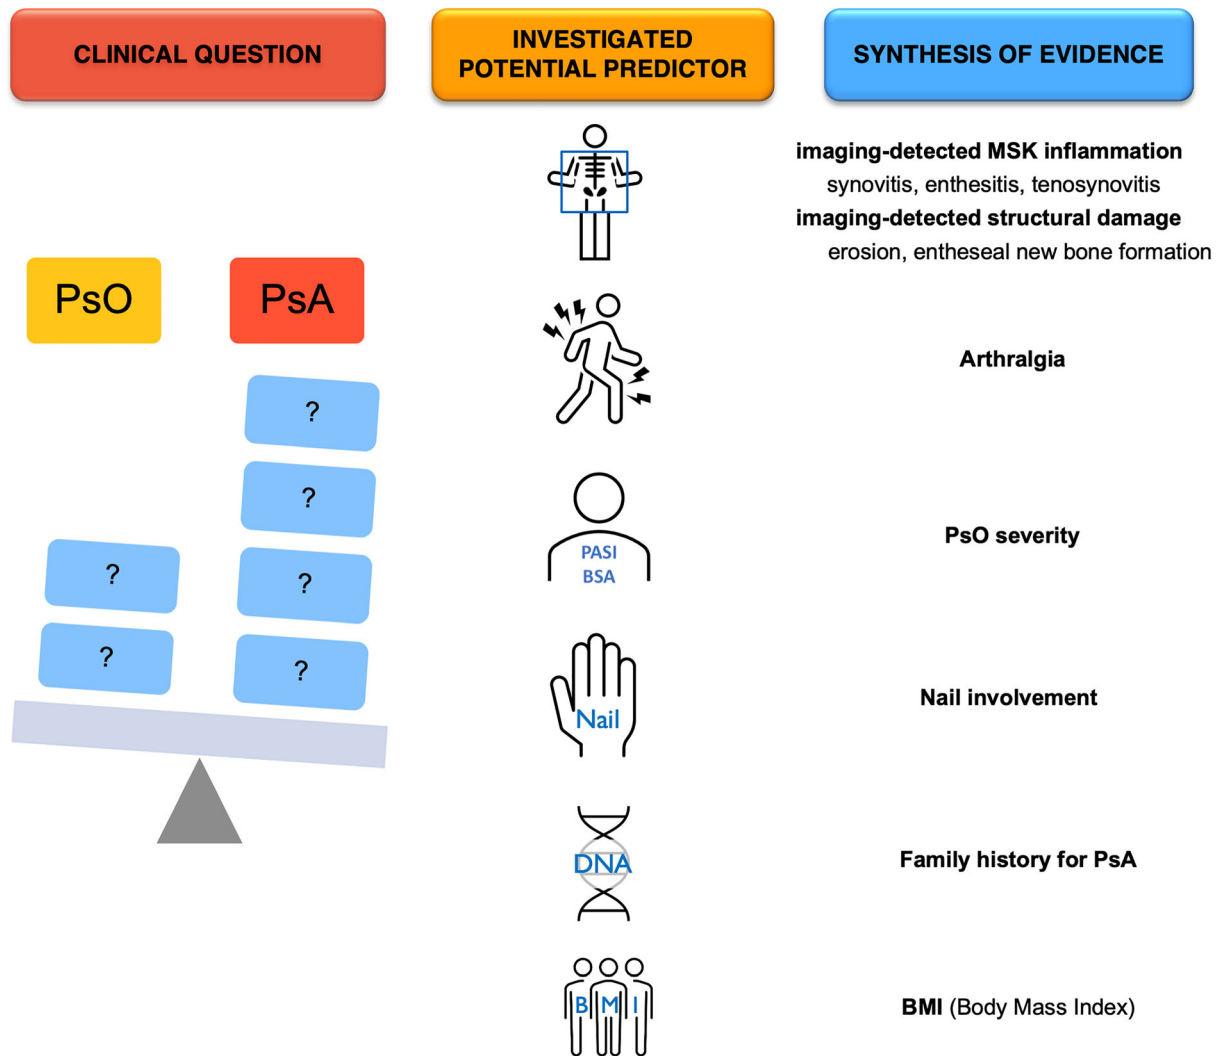 CLINICAL QUESTION
INVESTIGATED
POTENTIAL PREDICTOR
SYNTHESIS OF EVIDENCE
PsO
PsA
?
?
?
?
?
?
imaging-detected MSK inflammation
synovitis, enthesitis, tenosynovitis
imaging-detected structural damage
erosion, entheseal new bone formation
Arthralgia
PASI
BSA
PsO severity
Nail
Nail involvement
DNA
Family history for PsA
B M I
BMI (Body Mass Index)